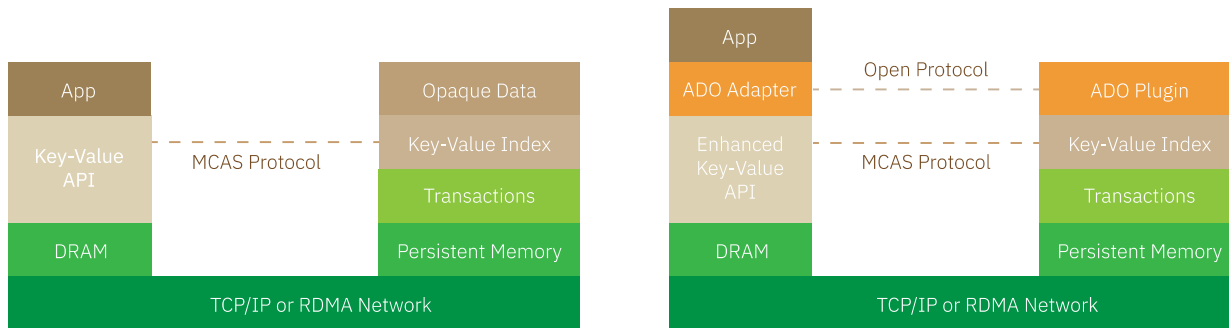 App
Key-Value
API
DRAM
MCAS Protocol
Opaque Data
Key-Value Index
Transactions
Persistent Memory
TCP/IP or RDMA Network
App
ADO Adapter
Enhanced
Key-Value
API
DRAM
Open Protocol
MCAS Protocol
ADO Plugin
Key-Value Index
Transactions
Persistent Memory
TCP/IP or RDMA Network